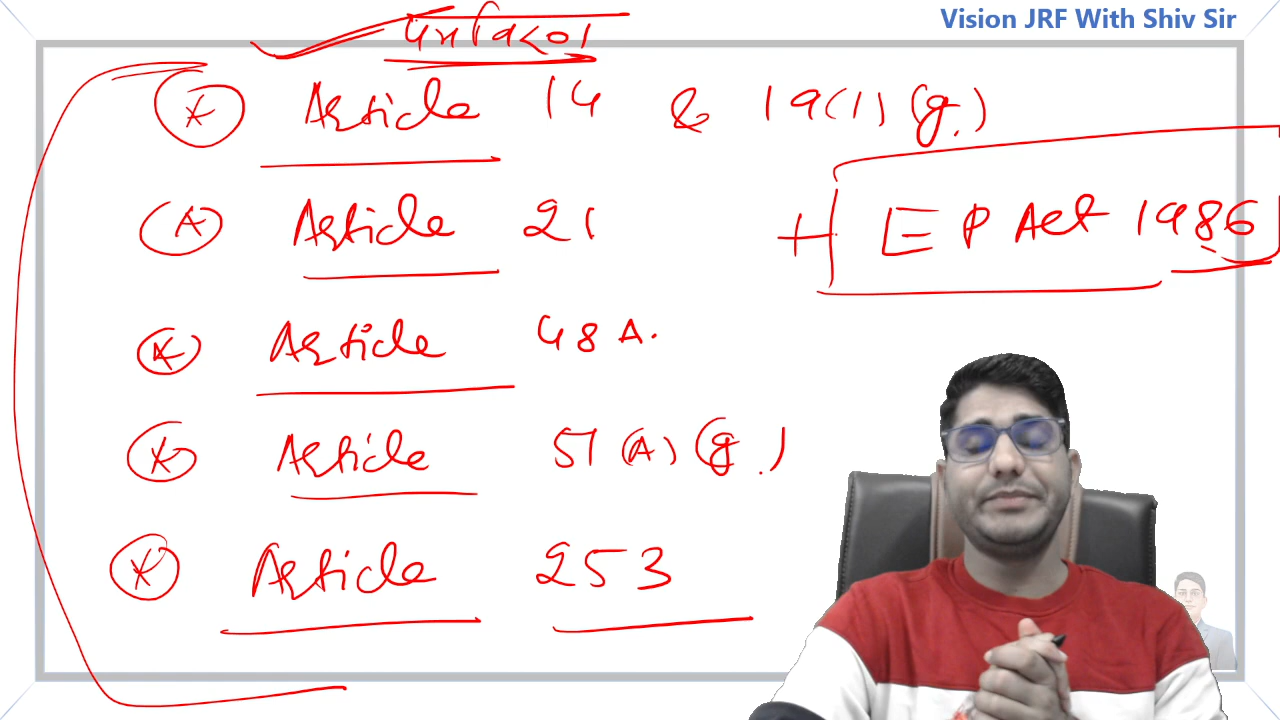 Vision JRF With Shiv Sir
पर्यावरण
Article 14 & 19(1)(g.)
Article 21
+ EP Act 1986
Article 48A.
Article 51(A)(g.)
Article 253